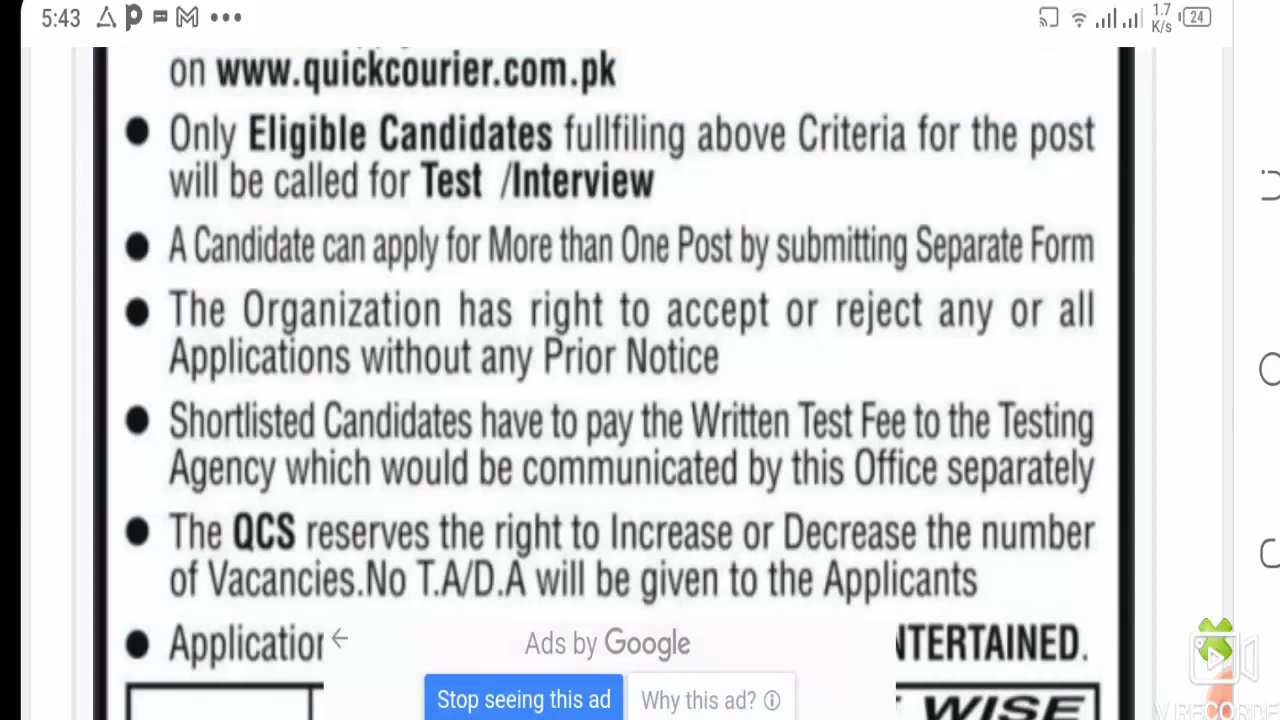 5:43
1.7
K/s
24
on www.quickcourier.com.pk
● Only Eligible Candidates fullfiling above Criteria for the post
will be called for Test /Interview
● A Candidate can apply for More than One Post by submitting Separate Form
● The Organization has right to accept or reject any or all
Applications without any Prior Notice
● Shortlisted Candidates have to pay the Written Test Fee to the Testing
Agency which would be communicated by this Office separately
● The QCS reserves the right to Increase or Decrease the number
of Vacancies.No T.A/D.A will be given to the Applicants
● Application
NTERTAINED.
Ads by Google
Stop seeing this ad
Why this ad?
WISE
V RECORDE